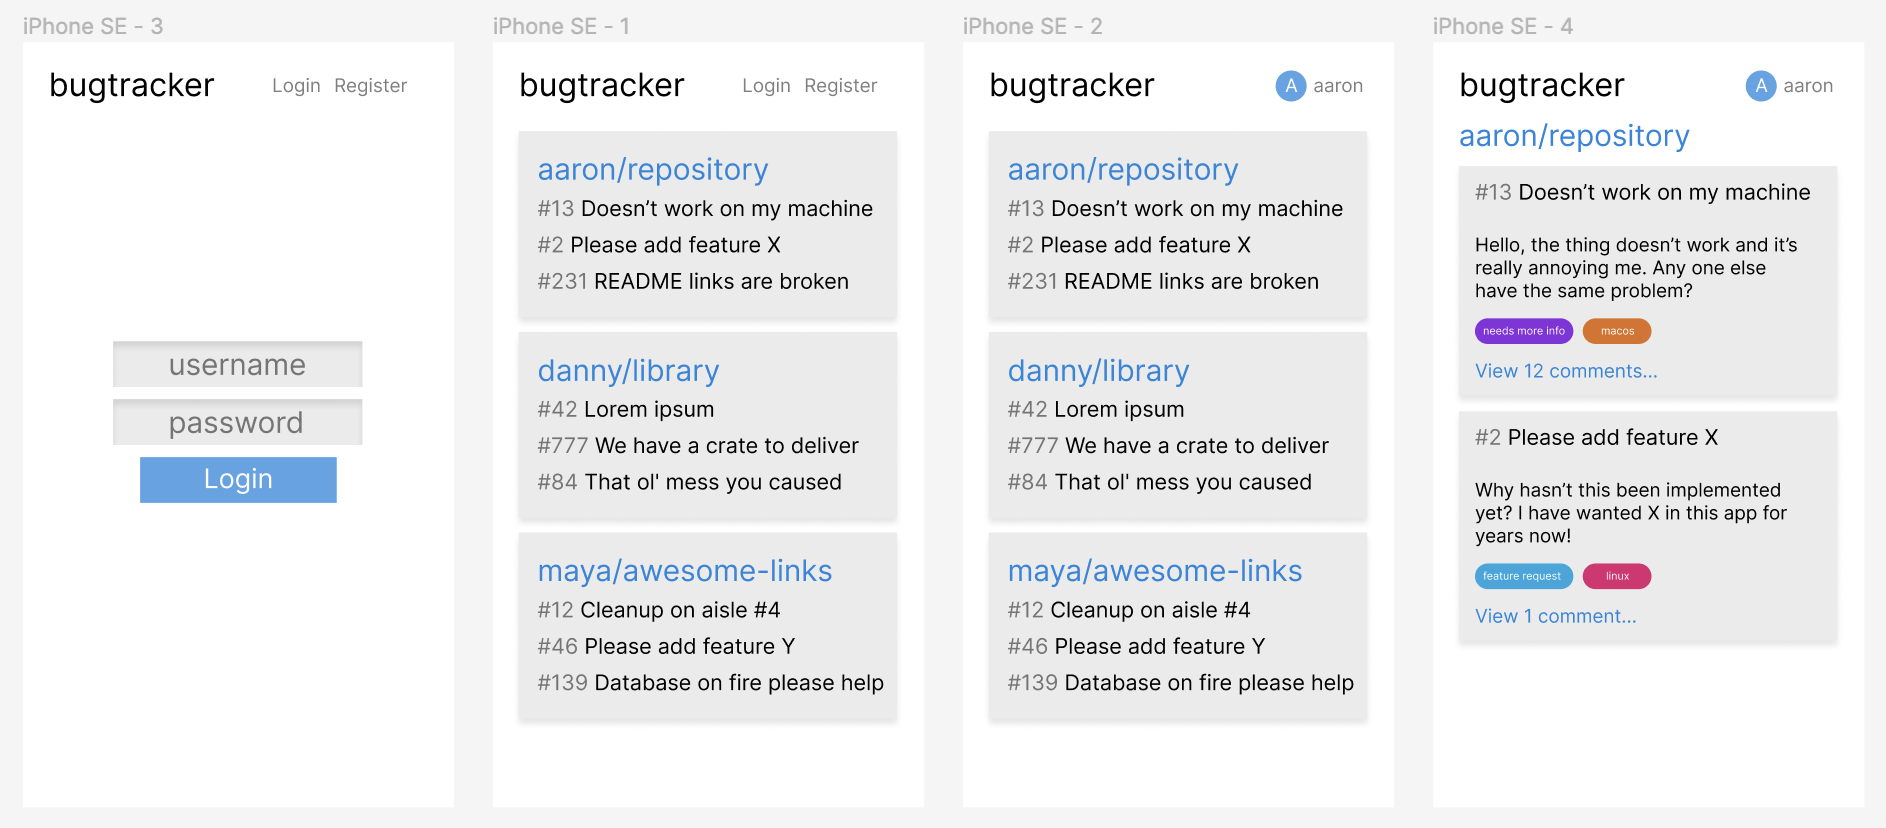 iPhone SE - 3
bugtracker
Login Register
username
password
Login
iPhone SE - 1
bugtracker
Login Register
aaron/repository
#13 Doesn’t work on my machine
#2 Please add feature X
#231 README links are broken
danny/library
#42 Lorem ipsum
#777 We have a crate to deliver
#84 That ol' mess you caused
maya/awesome-links
#12 Cleanup on aisle #4
#46 Please add feature Y
#139 Database on fire please help
iPhone SE - 2
bugtracker
A aaron
aaron/repository
#13 Doesn’t work on my machine
#2 Please add feature X
#231 README links are broken
danny/library
#42 Lorem ipsum
#777 We have a crate to deliver
#84 That ol' mess you caused
maya/awesome-links
#12 Cleanup on aisle #4
#46 Please add feature Y
#139 Database on fire please help
iPhone SE - 4
bugtracker
A aaron
aaron/repository
#13 Doesn’t work on my machine
Hello, the thing doesn’t work and it’s
really annoying me. Any one else
have the same problem?
needs more info macos
View 12 comments...
#2 Please add feature X
Why hasn’t this been implemented
yet? I have wanted X in this app for
years now!
feature request linux
View 1 comment...